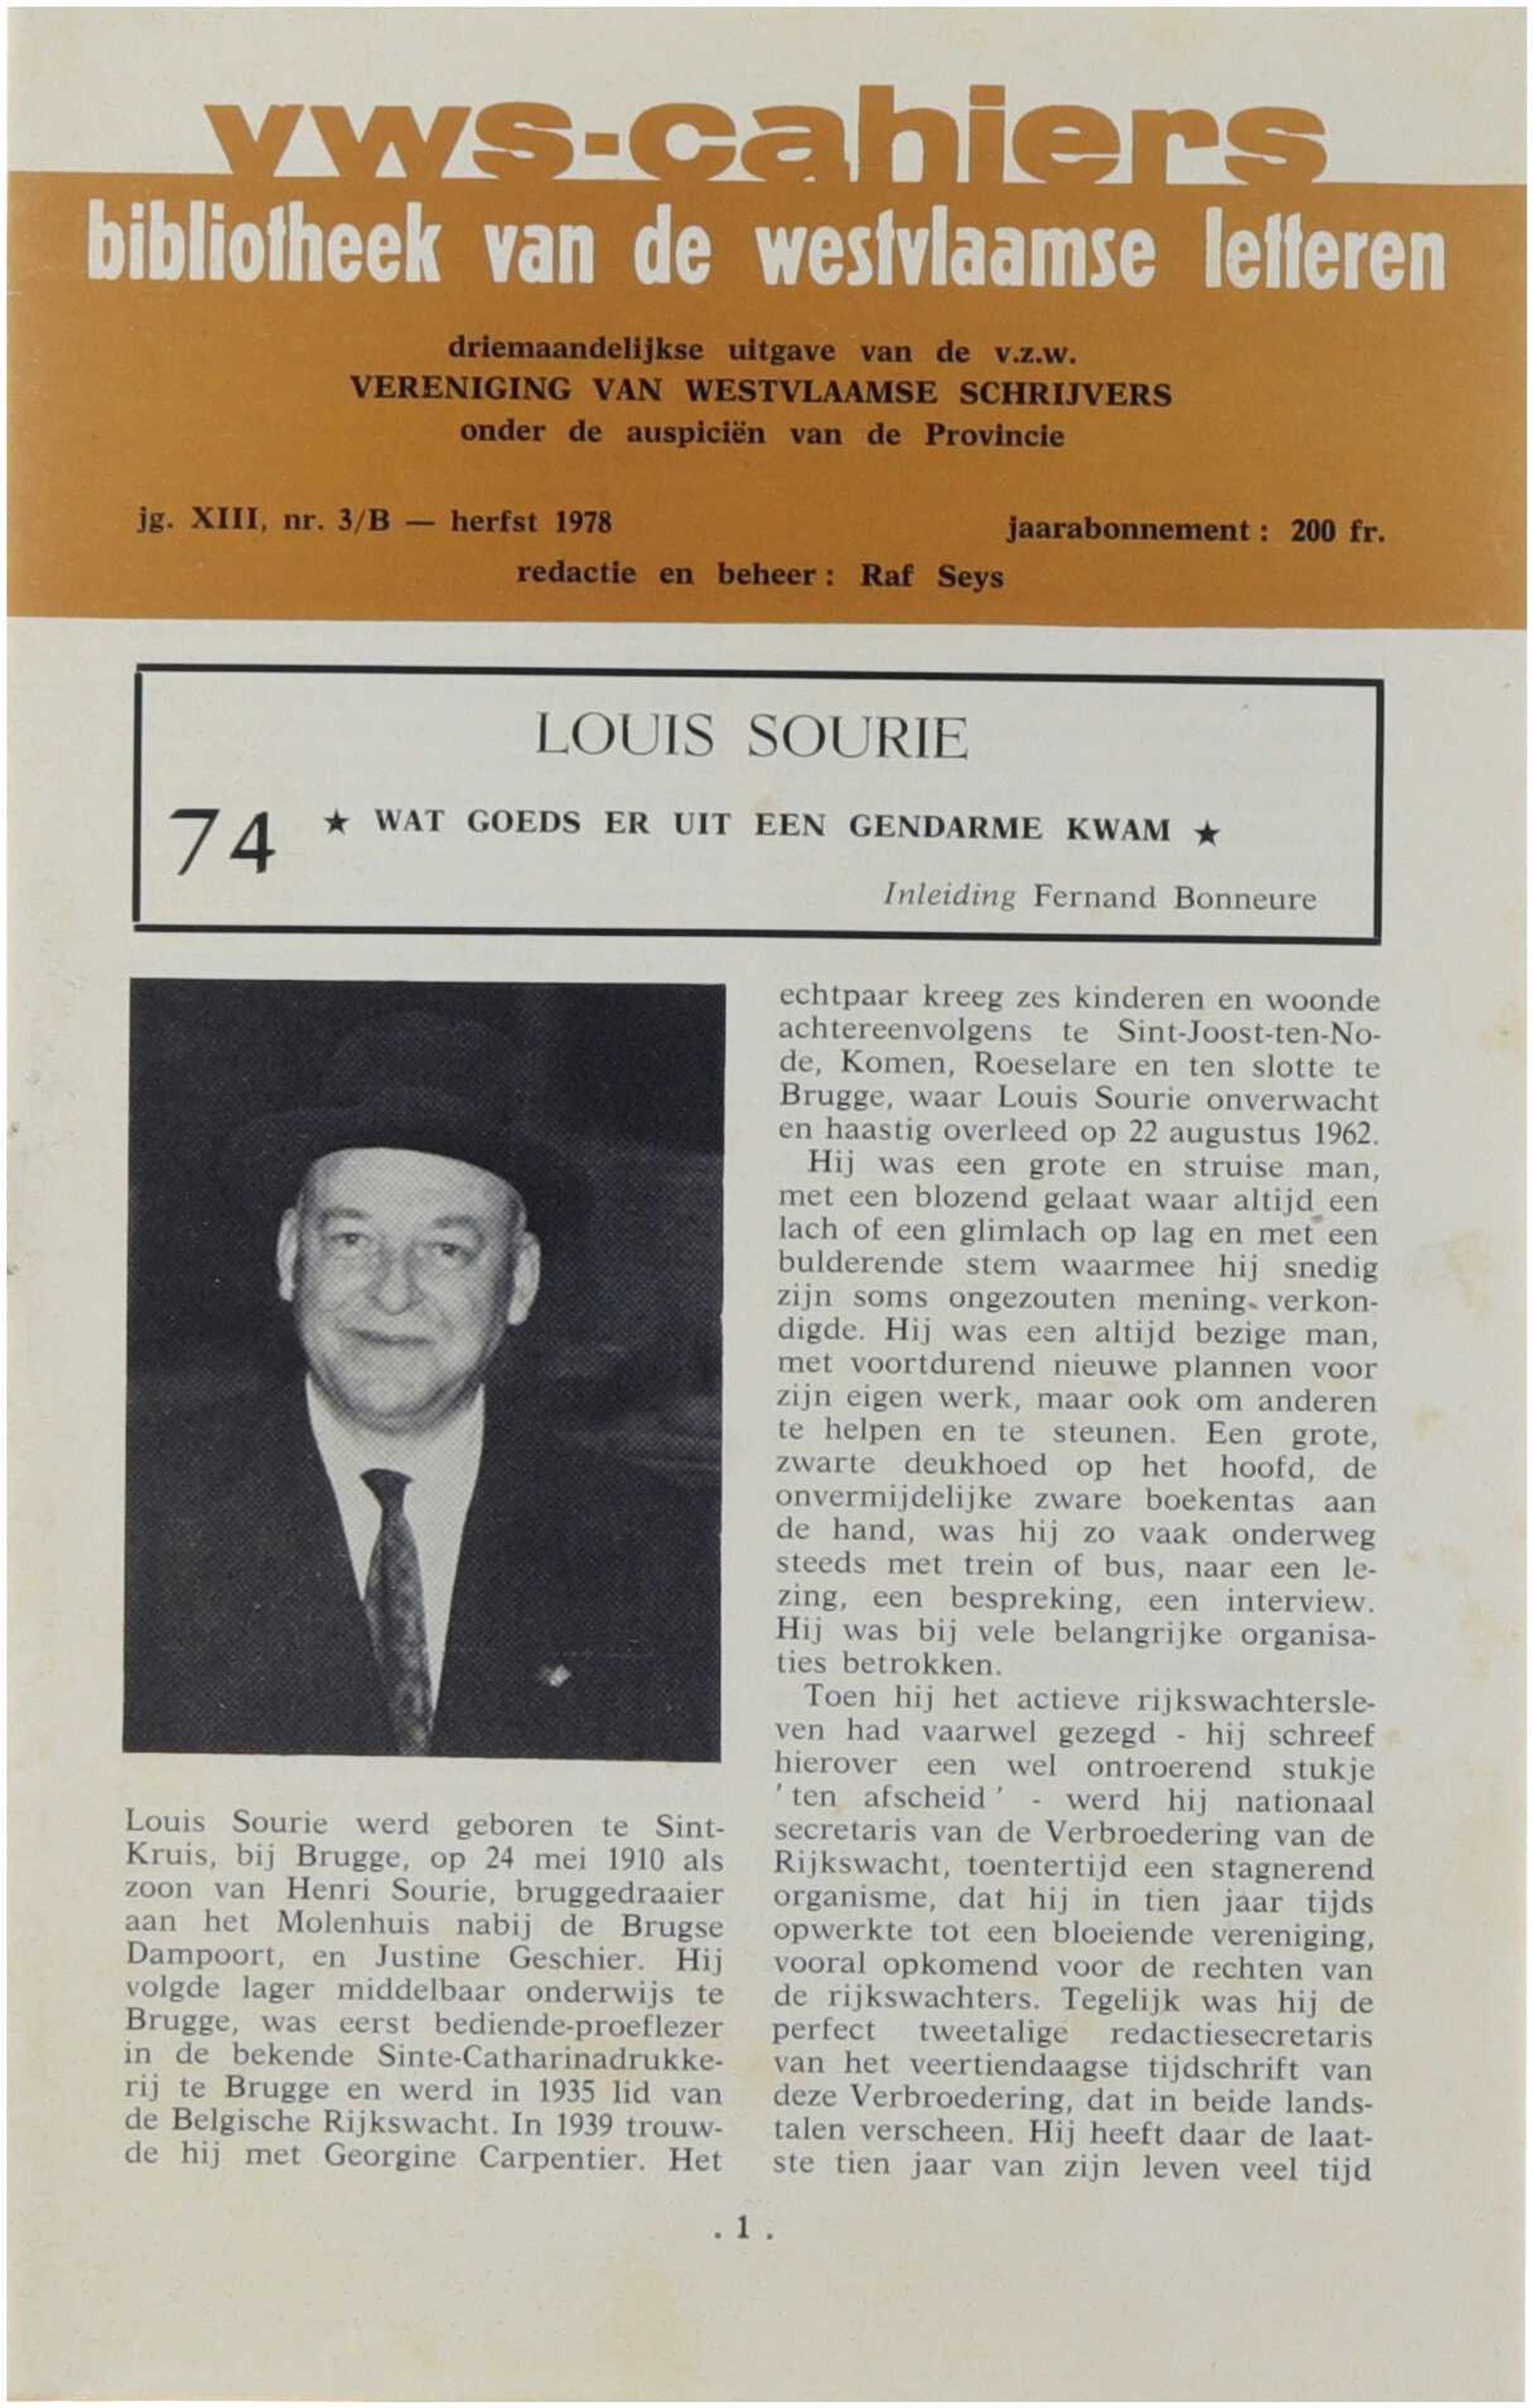 vws-cahiers
bibliotheek van de westvlaamse letteren
driemaandelijkse uitgave van de v.z.w.
VERENIGING VAN WESTVLAAMSE SCHRIJVERS
onder de auspiciën van de Provincie
jg. XIII, nr. 3/B — herfst 1978
jaarabonnement : 200 fr.
redactie en beheer : Raf Seys
LOUIS SOURIE
74
★ WAT GOEDS ER UIT EEN GENDARME KWAM ★
Inleiding Fernand Bonneure
Louis Sourie werd geboren te Sint-
Kruis, bij Brugge, op 24 mei 1910 als
zoon van Henri Sourie, bruggedraaier
aan het Molenhuis nabij de Brugse
Dampoort, en Justine Geschier. Hij
volgde lager middelbaar onderwijs te
Brugge, was eerst bediende-proeflezer
in de bekende Sinte-Catharinadrukke-
rij te Brugge en werd in 1935 lid van
de Belgische Rijkswacht. In 1939 trouw-
de hij met Georgine Carpentier. Het
echtpaar kreeg zes kinderen en woonde
achtereenvolgens te Sint-Joost-ten-No-
de, Komen, Roeselare en ten slotte te
Brugge, waar Louis Sourie onverwacht
en haastig overleed op 22 augustus 1962.
Hij was een grote en struise man,
met een blozend gelaat waar altijd een
lach of een glimlach op lag en met een
bulderende stem waarmee hij snedig
zijn soms ongezouten mening verkon-
digde. Hij was een altijd bezige man,
met voortdurend nieuwe plannen voor
zijn eigen werk, maar ook om anderen
te helpen en te steunen. Een grote,
zwarte deukhoed op het hoofd, de
onvermijdelijke zware boekentas aan
de hand, was hij zo vaak onderweg
steeds met trein of bus, naar een le-
zing, een bespreking, een interview.
Hij was bij vele belangrijke organisa-
ties betrokken.
Toen hij het actieve rijkswachtersle-
ven had vaarwel gezegd - hij schreef
hierover een wel ontroerend stukje
'ten afscheid' - werd hij nationaal
secretaris van de Verbroedering van de
Rijkswacht, toentertijd een stagnerend
organisme, dat hij in tien jaar tijds
opwerkte tot een bloeiende vereniging,
vooral opkomend voor de rechten van
de rijkswachters. Tegelijk was hij de
perfect tweetalige redactiesecretaris
van het veertiendaagse tijdschrift van
deze Verbroedering, dat in beide lands-
talen verscheen. Hij heeft daar de laat-
ste tien jaar van zijn leven veel tijd
. 1 .